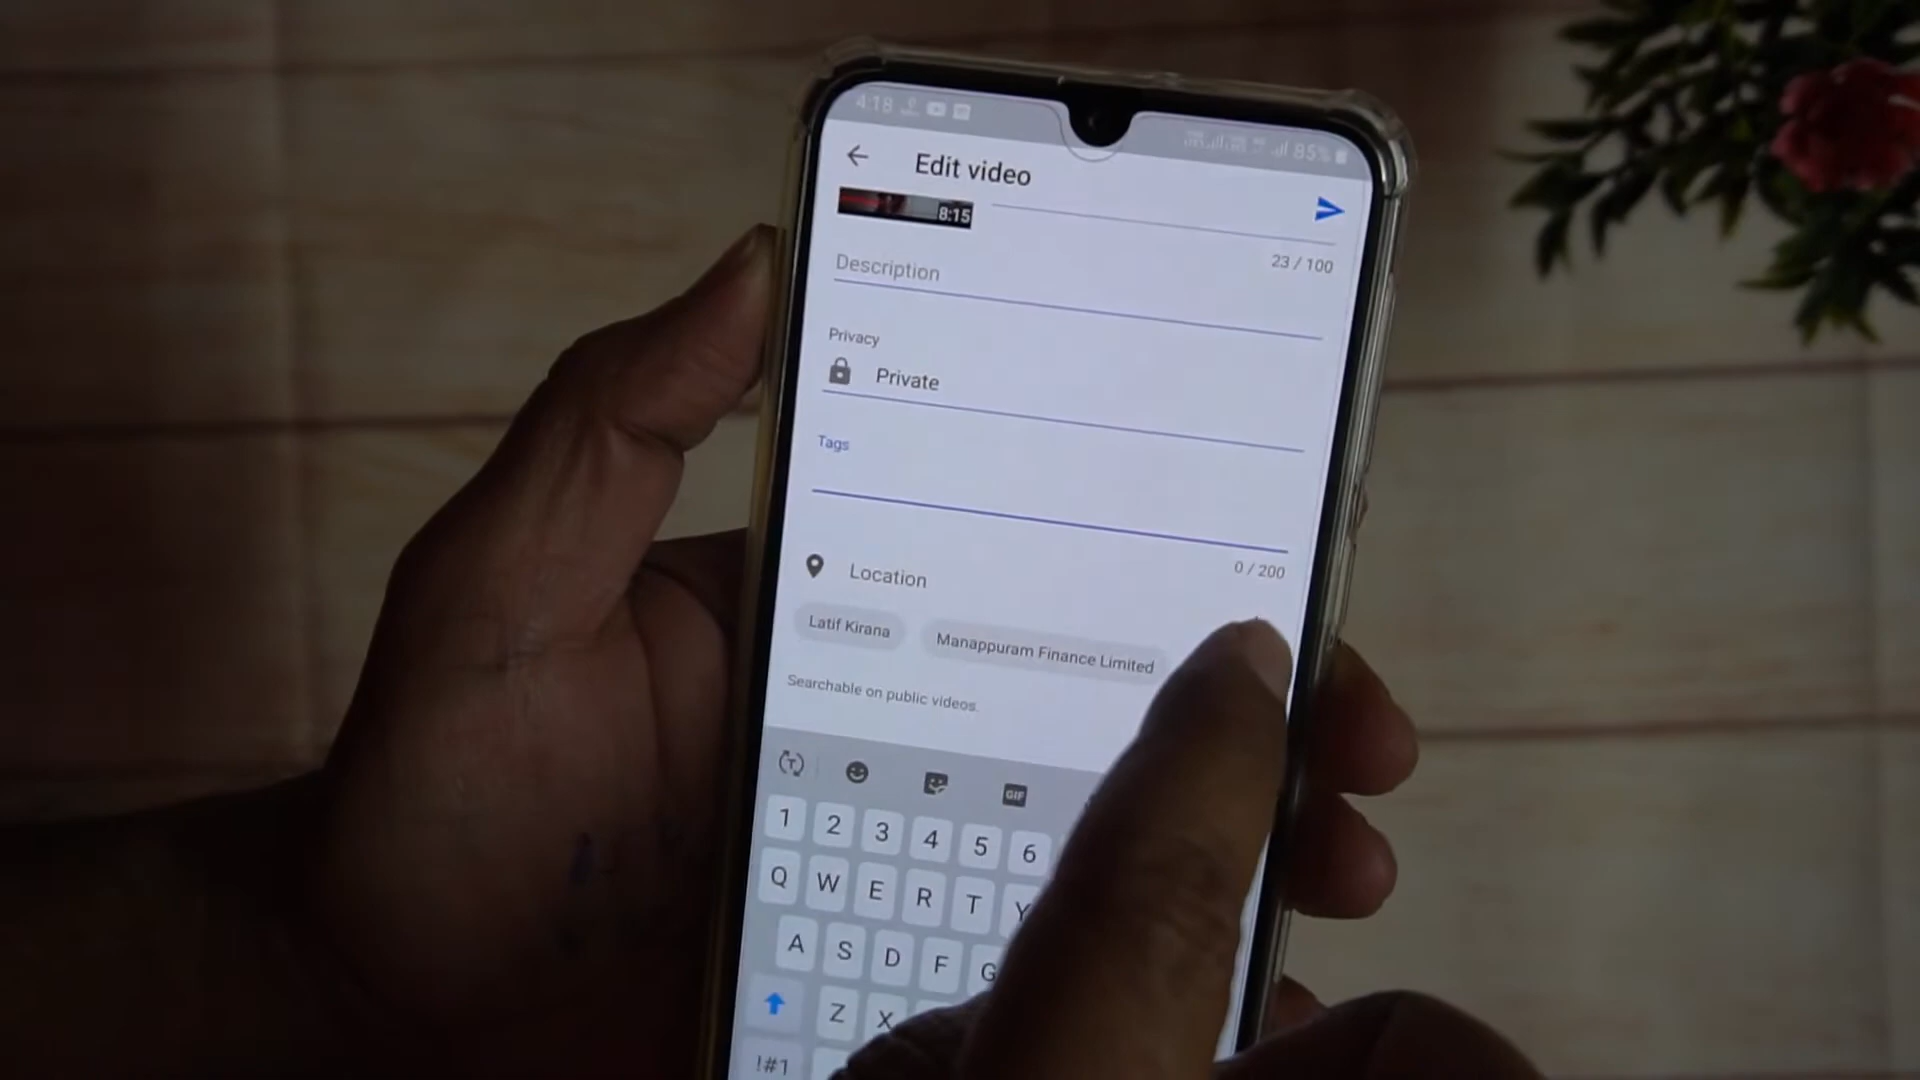 4:18
95%
Edit video
8:15
23 / 100
Description
Privacy
Private
Tags
0 / 200
Location
Latif Kirana
Manappuram Finance Limited
Searchable on public videos.
GIF
1 2 3 4 5 6
Q W E R T Y
A S D F G
Z X
!#1